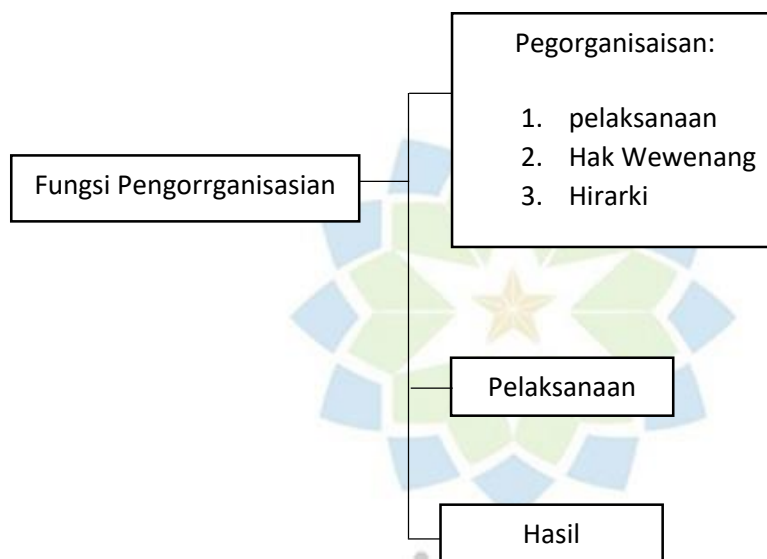 Pegorganisaisan:
1. pelaksanaan
2. Hak Wewenang
3. Hirarki
Fungsi Pengorrganisasian
Pelaksanaan
Hasil